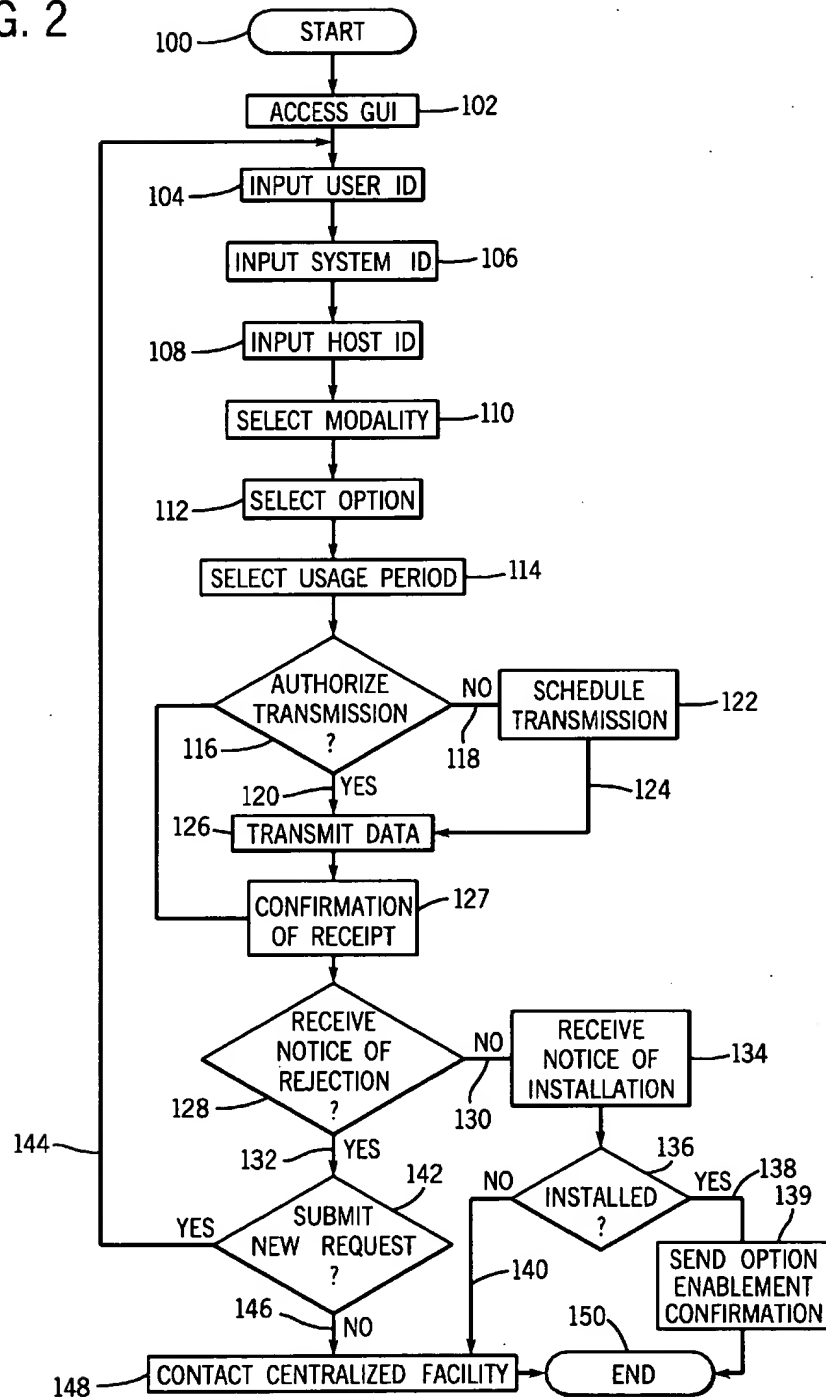 G. 2
100
START
ACCESS GUI
102
104
INPUT USER ID
INPUT SYSTEM ID
106
108
INPUT HOST ID
SELECT MODALITY
110
112
SELECT OPTION
SELECT USAGE PERIOD
114
AUTHORIZE
TRANSMISSION
?
116
NO
118
SCHEDULE
TRANSMISSION
122
120
YES
124
126
TRANSMIT DATA
CONFIRMATION
OF RECEIPT
127
RECEIVE
NOTICE OF
REJECTION
?
128
NO
130
RECEIVE
NOTICE OF
INSTALLATION
134
144
132
YES
142
136
NO
INSTALLED
?
YES
138
139
YES
SUBMIT
NEW REQUEST
?
140
SEND OPTION
ENABLEMENT
CONFIRMATION
146
NO
150
148
CONTACT CENTRALIZED FACILITY
END